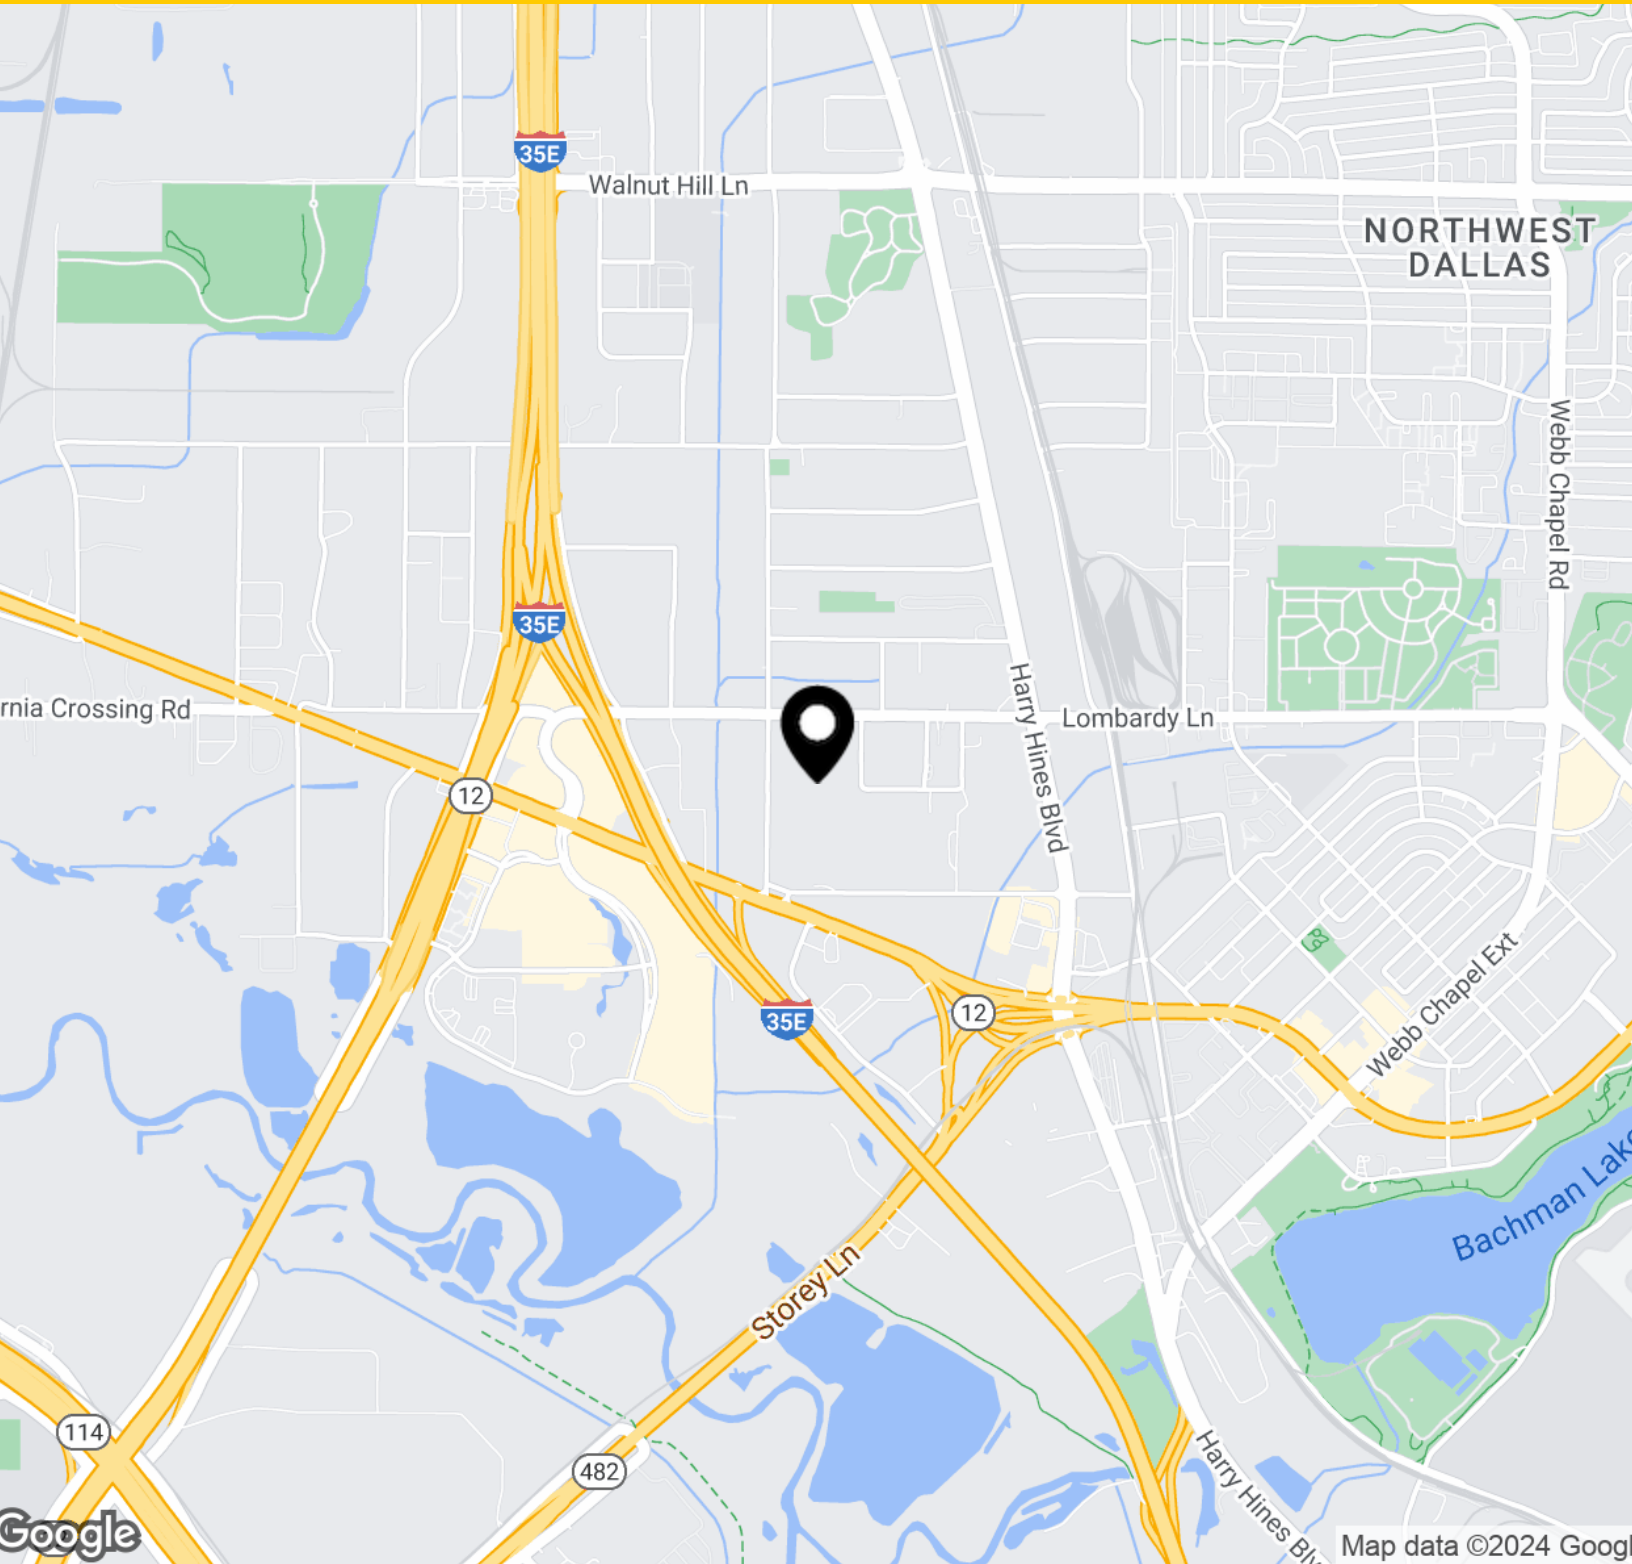 35E
Walnut Hill Ln
NORTHWEST
DALLAS
Webb Chapel Rd
35E
rnia Crossing Rd
Harry Hines Blvd
Lombardy Ln
12
35E
12
Webb Chapel Ext
Bachman Lake
Storey Ln
114
482
Harry Hines Blv
Google
Map data ©2024 Googl